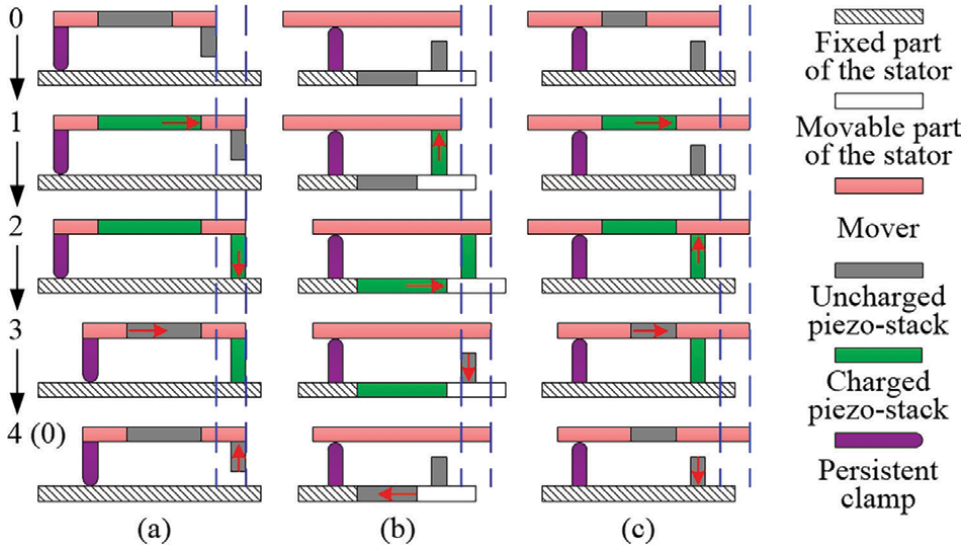 0
1
2
3
4 (0)
(a)
(b)
(c)
Fixed part
of the stator
Movable part
of the stator
Mover
Uncharged
piezo-stack
Charged
piezo-stack
Persistent
clamp